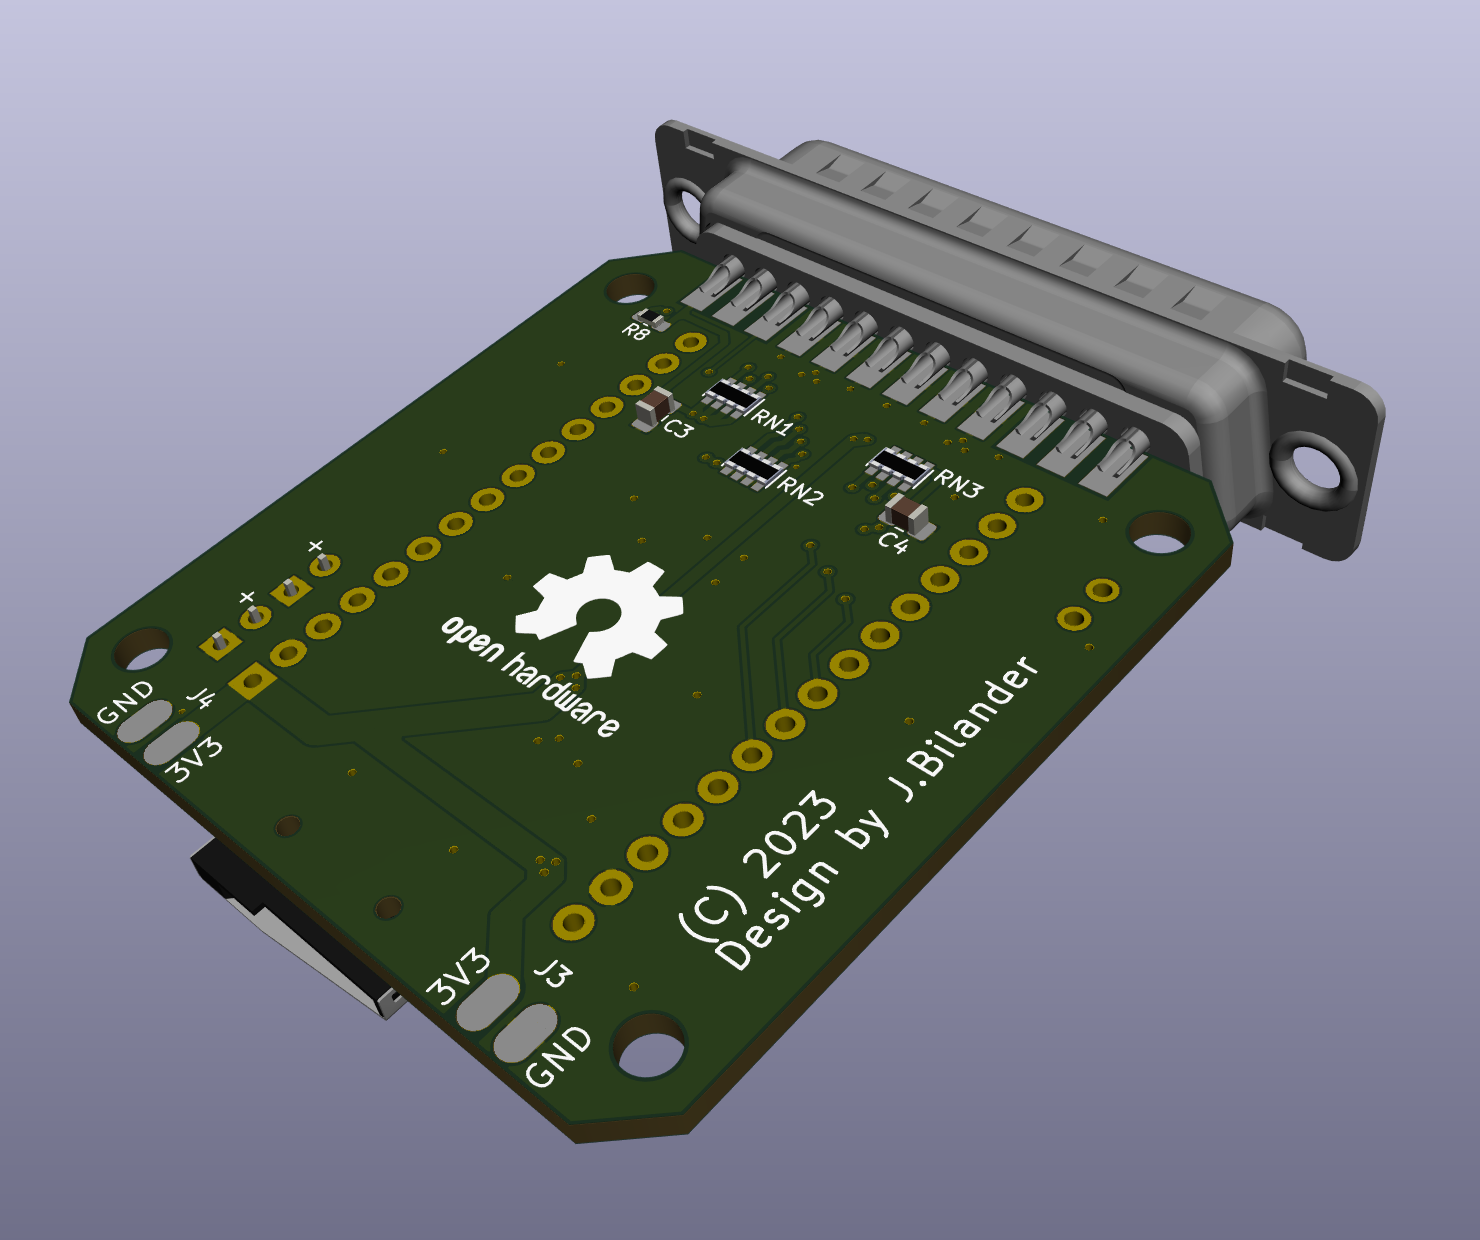 R8
C3
RN1
RN2
RN3
C4
+
+
open hardware
J4
GND
3V3
(C) 2023
Design by J.Bilander
3V3
J3
GND